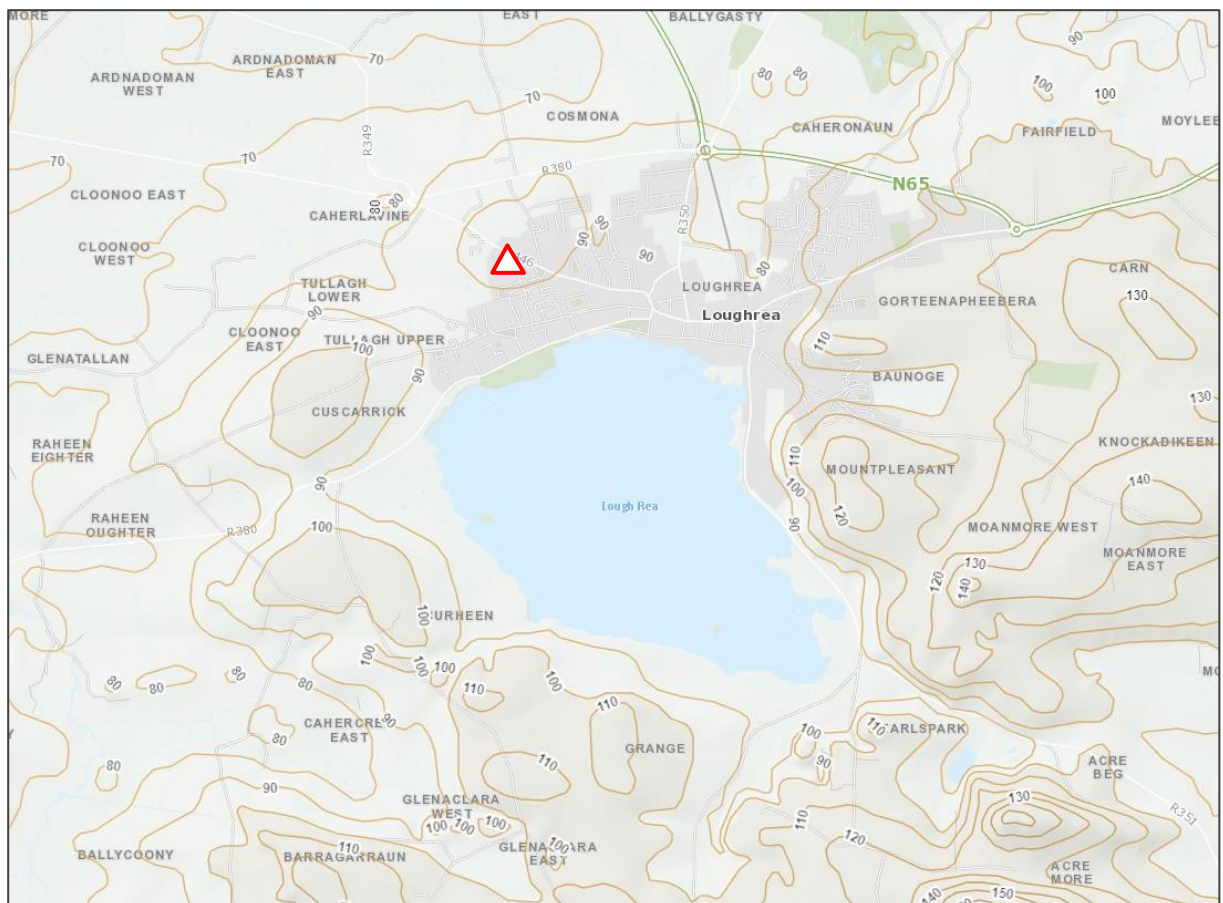 MORE
EAST
BALLYGASTY
90
ARDNADOMAN
EAST
70
ARDNADOMAN
WEST
80
80
100
100
70
COSMONA
CAHERONAUN
FAIRFIELD
MOYLEE
R349
70
70
R380
N65
CLOONOO EAST
80
80
CAHERLAVINE
R350
90
90
90
CLOONOO
WEST
446
CARN
80
TULLAGH
LOWER
LOUGHREA
130
GORTEENAPHEEBERA
90
Loughrea
CLOONOO
EAST
TULLAGH UPPER
110
100
GLENATALLAN
90
BAUNOGE
130
CUSCARRICK
RAHEEN
EIGHTER
KNOCKADIKEEN
110
MOUNTPLEASANT
90
100
140
Lough Rea
120
RAHEEN
OUGHTER
R380
100
90
MOANMORE WEST
MOANMORE
EAST
130
120
140
100
CURHEEN
100
100
100
80
80
80
100
110
110
MO
CAHERCRE
EAST
90
110
EARLSPARK
Y
80
100
GRANGE
90
ACRE
BEG
80
110
90
130
GLENACLARA
WEST
R351
100
100
100
110
120
110
BALLYCOONY
BARRAGARRAUN
GLENACLARA
EAST
100
ACRE
MORE
140
150